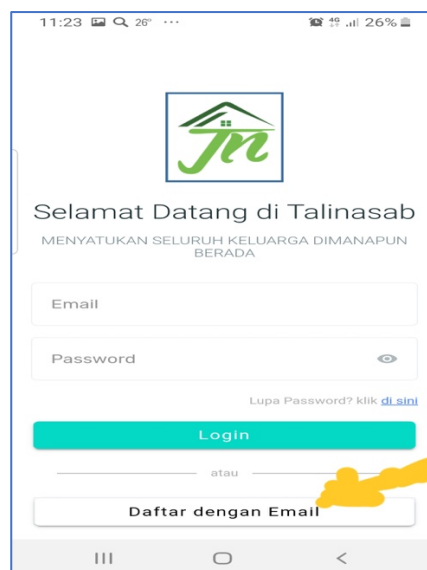 11:23 26° ··· 4G 26%
Jn
Selamat Datang di Talinasab
MENYATUKAN SELURUH KELUARGA DIMANAPUN
BERADA
Email
Password
Lupa Password? klik di sini
Login
atau
Daftar dengan Email